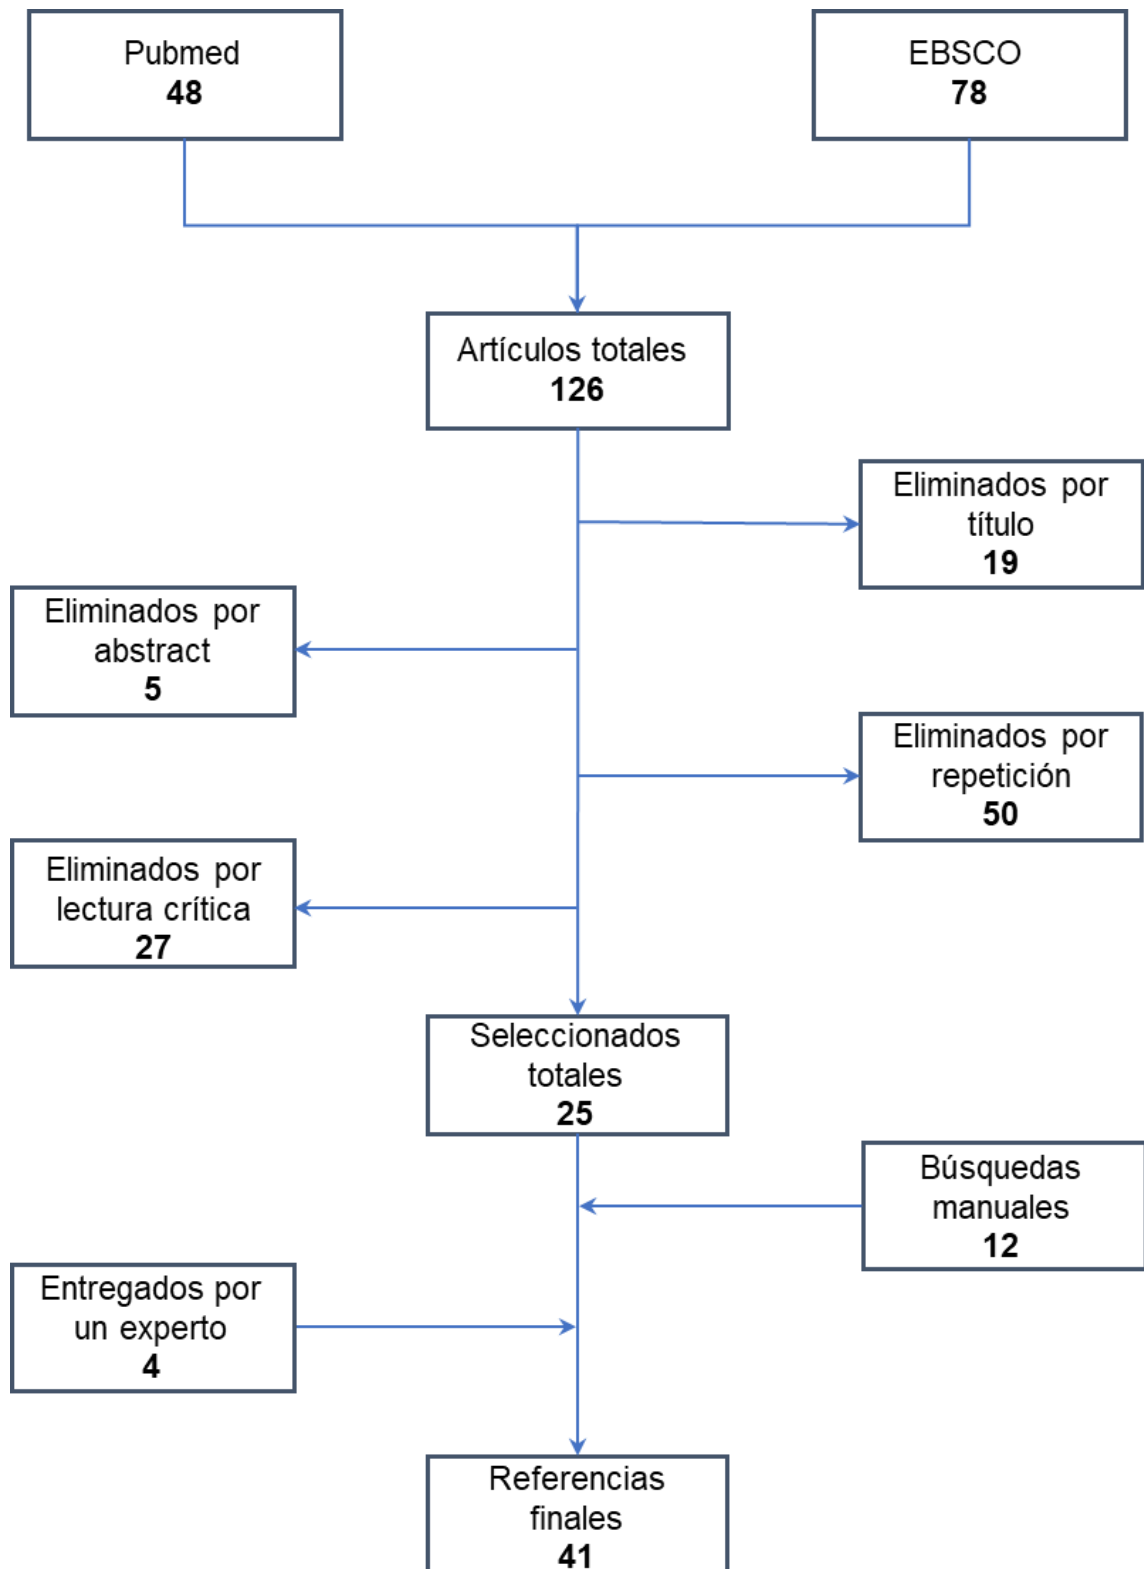 Pubmed
48
EBSCO
78
Artículos totales
126
Eliminados por
título
19
Eliminados por
abstract
5
Eliminados por
repetición
50
Eliminados por
lectura crítica
27
Seleccionados
totales
25
Búsquedas
manuales
12
Entregados por
un experto
4
Referencias
finales
41